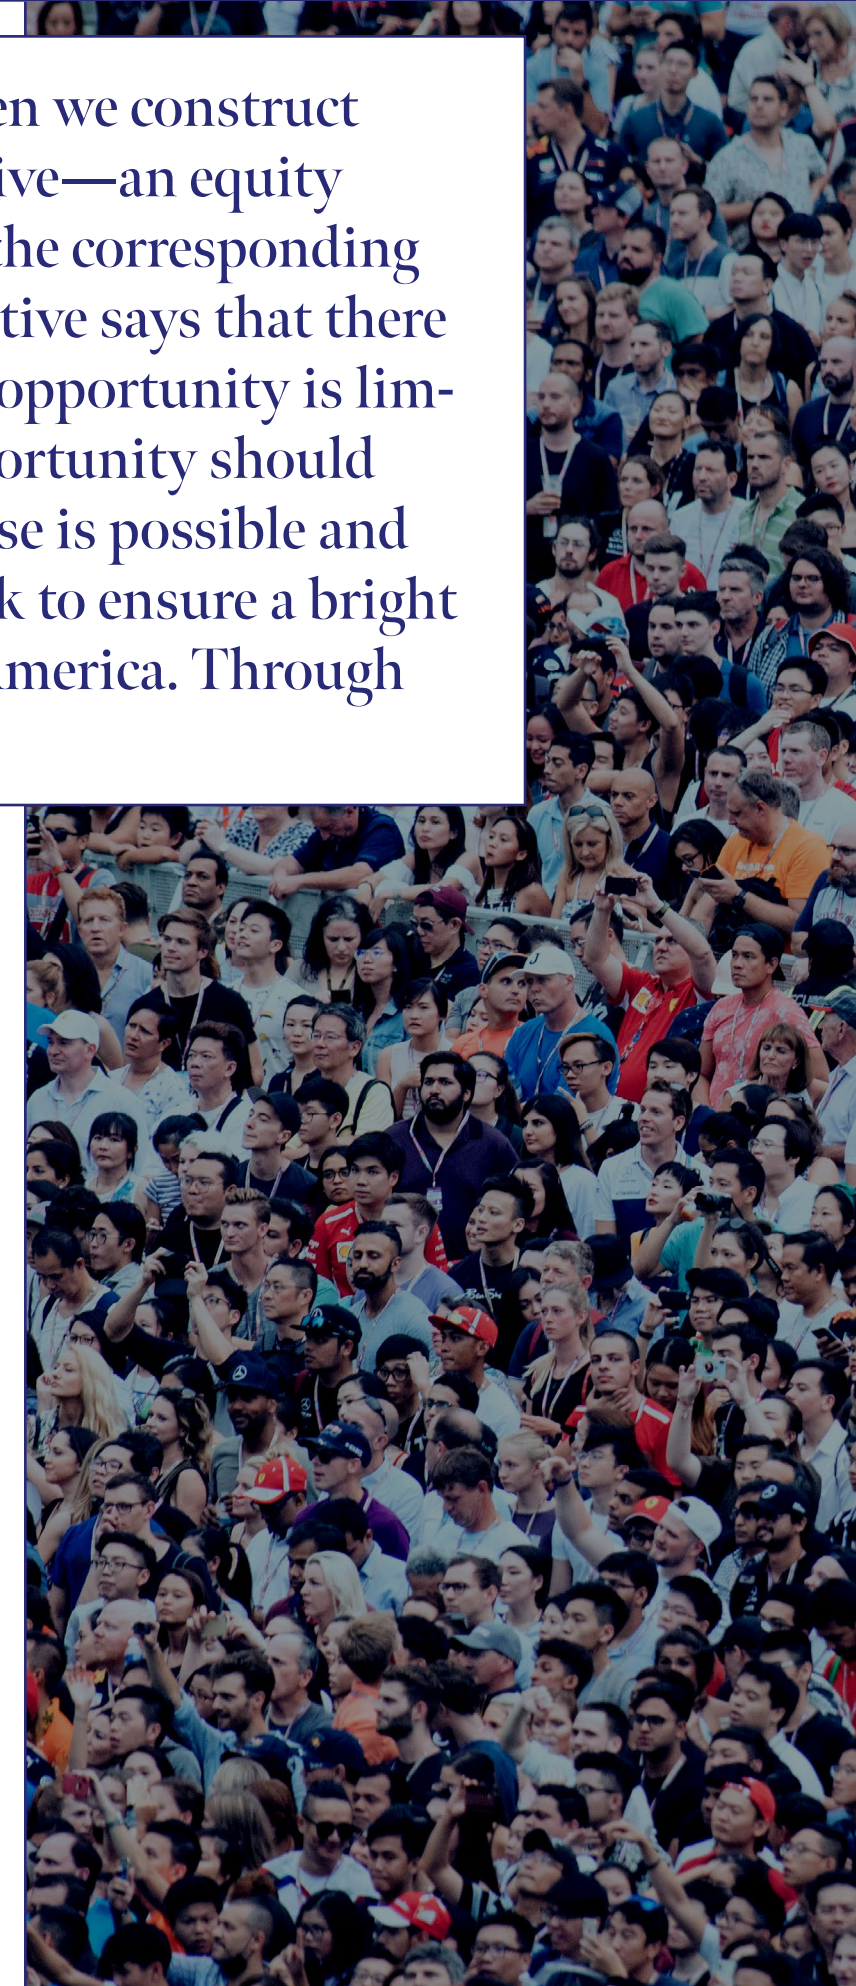 en we construct
ive—an equity
the corresponding
tive says that there
opportunity is lim-
ortunity should
se is possible and
k to ensure a bright
merica. Through